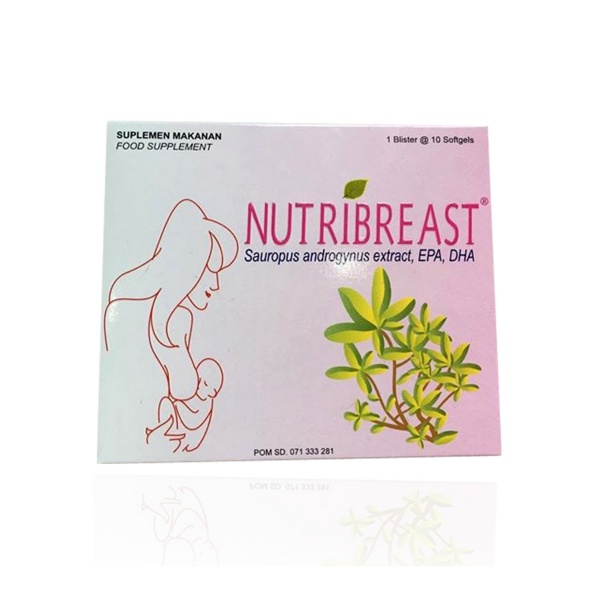 SUPLEMEN MAKANAN
FOOD SUPPLEMENT
1 Blister @ 10 Softgels
NUTRIBREAST®
Sauropus androgynus extract, EPA, DHA
POM SD. 071 333 281